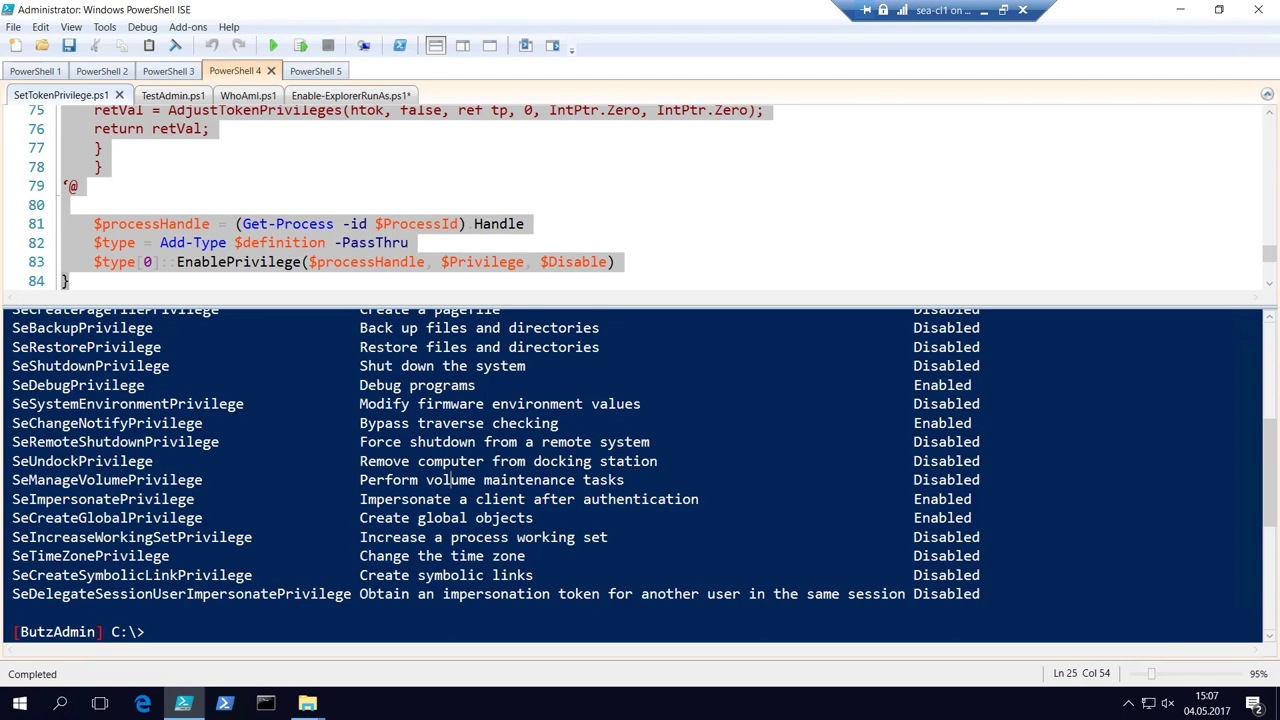 Administrator: Windows PowerShell ISE
sea-cl1 on ...
File Edit View Tools Debug Add-ons Help
PowerShell 1 PowerShell 2 PowerShell 3 PowerShell 4 PowerShell 5
SetTokenPrivilege.ps1 TestAdmin.ps1 WhoAmI.ps1 Enable-ExplorerRunAs.ps1*
75 retVal = AdjustTokenPrivileges(htok, false, ref tp, 0, IntPtr.Zero, IntPtr.Zero);
76 return retVal;
77 }
78 }
79 ‘@
80
81 $processHandle = (Get-Process -id $ProcessId).Handle
82 $type = Add-Type $definition -PassThru
83 $type[0]::EnablePrivilege($processHandle, $Privilege, $Disable)
84 }
SeCreatePagefilePrivilege Create a pagefile Disabled
SeBackupPrivilege Back up files and directories Disabled
SeRestorePrivilege Restore files and directories Disabled
SeShutdownPrivilege Shut down the system Disabled
SeDebugPrivilege Debug programs Enabled
SeSystemEnvironmentPrivilege Modify firmware environment values Disabled
SeChangeNotifyPrivilege Bypass traverse checking Enabled
SeRemoteShutdownPrivilege Force shutdown from a remote system Disabled
SeUndockPrivilege Remove computer from docking station Disabled
SeManageVolumePrivilege Perform volume maintenance tasks Disabled
SeImpersonatePrivilege Impersonate a client after authentication Enabled
SeCreateGlobalPrivilege Create global objects Enabled
SeIncreaseWorkingSetPrivilege Increase a process working set Disabled
SeTimeZonePrivilege Change the time zone Disabled
SeCreateSymbolicLinkPrivilege Create symbolic links Disabled
SeDelegateSessionUserImpersonatePrivilege Obtain an impersonation token for another user in the same session Disabled
[ButzAdmin] C:\>
Completed Ln 25 Col 54 95%
15:07
04.05.2017
2